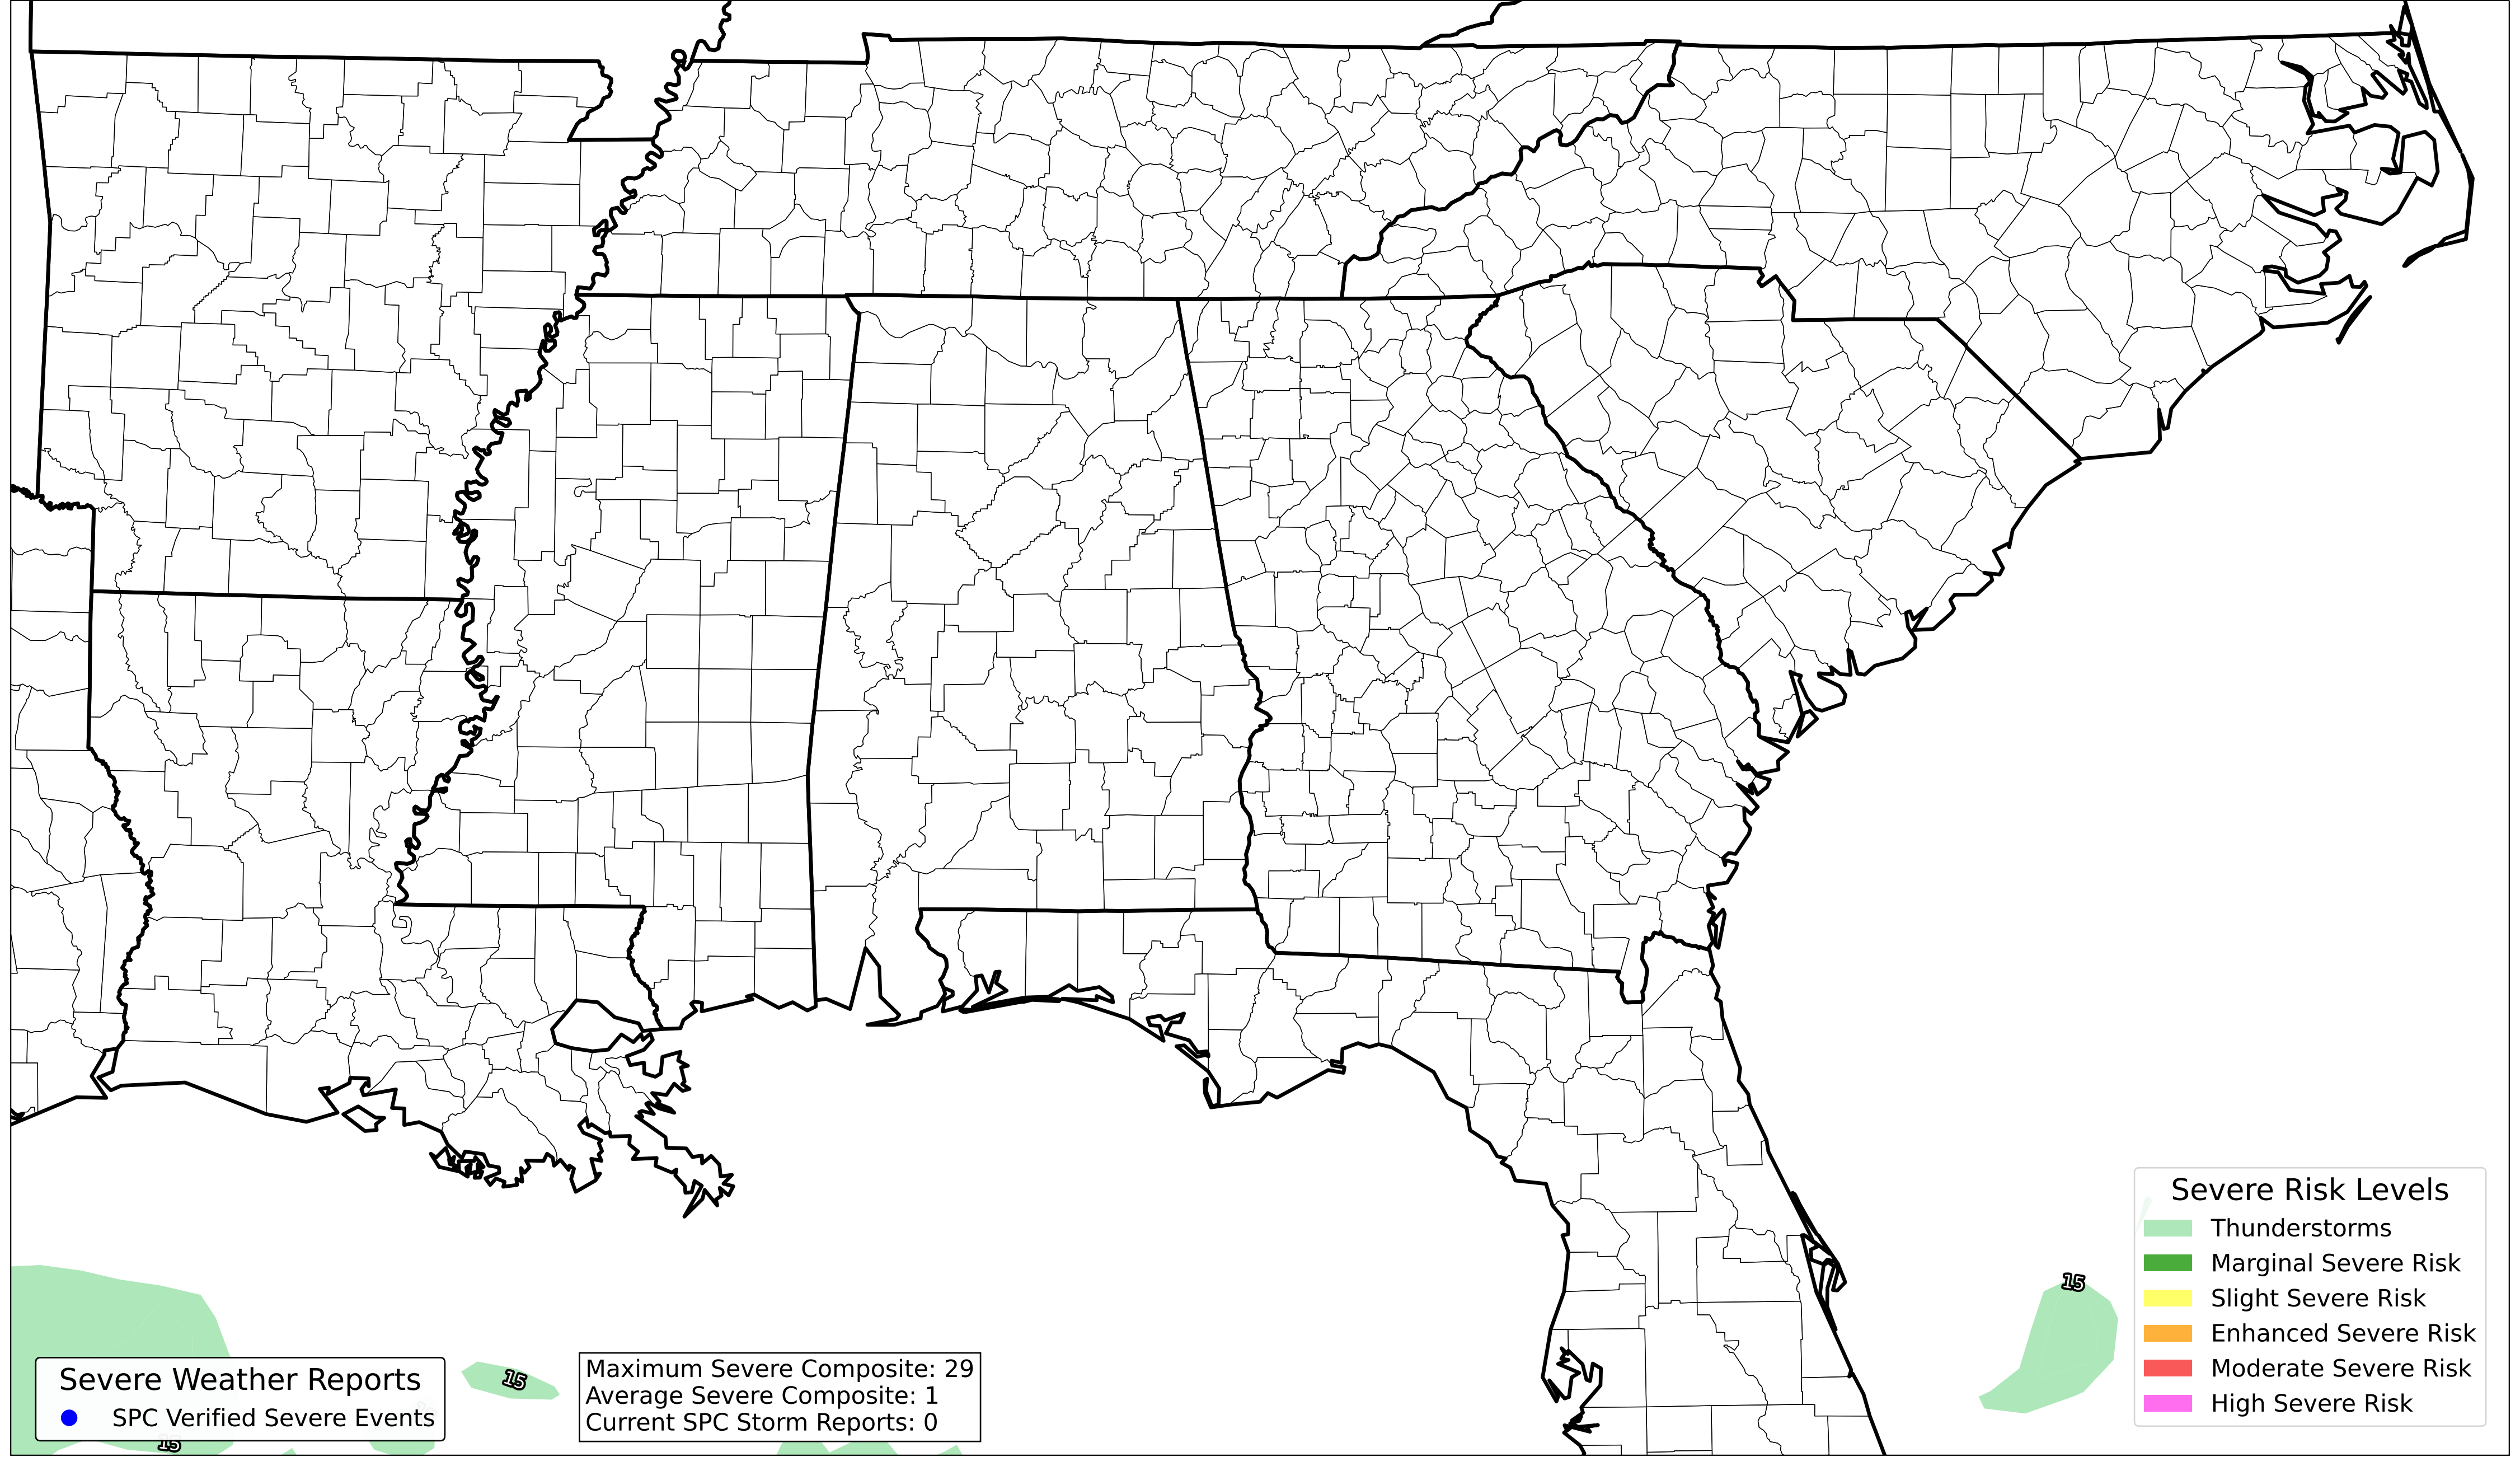 Severe Risk Levels
Thunderstorms
Marginal Severe Risk
Slight Severe Risk
Enhanced Severe Risk
Moderate Severe Risk
High Severe Risk
15
15
15
Severe Weather Reports
SPC Verified Severe Events
Maximum Severe Composite: 29
Average Severe Composite: 1
Current SPC Storm Reports: 0